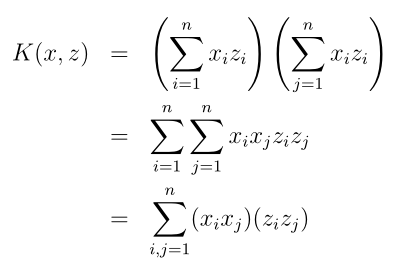 K(x, z) = (∑_{i=1}^{n} x_i z_i) (∑_{j=1}^{n} x_i z_i)
= ∑_{i=1}^{n} ∑_{j=1}^{n} x_i x_j z_i z_j
= ∑_{i,j=1}^{n} (x_i x_j)(z_i z_j)